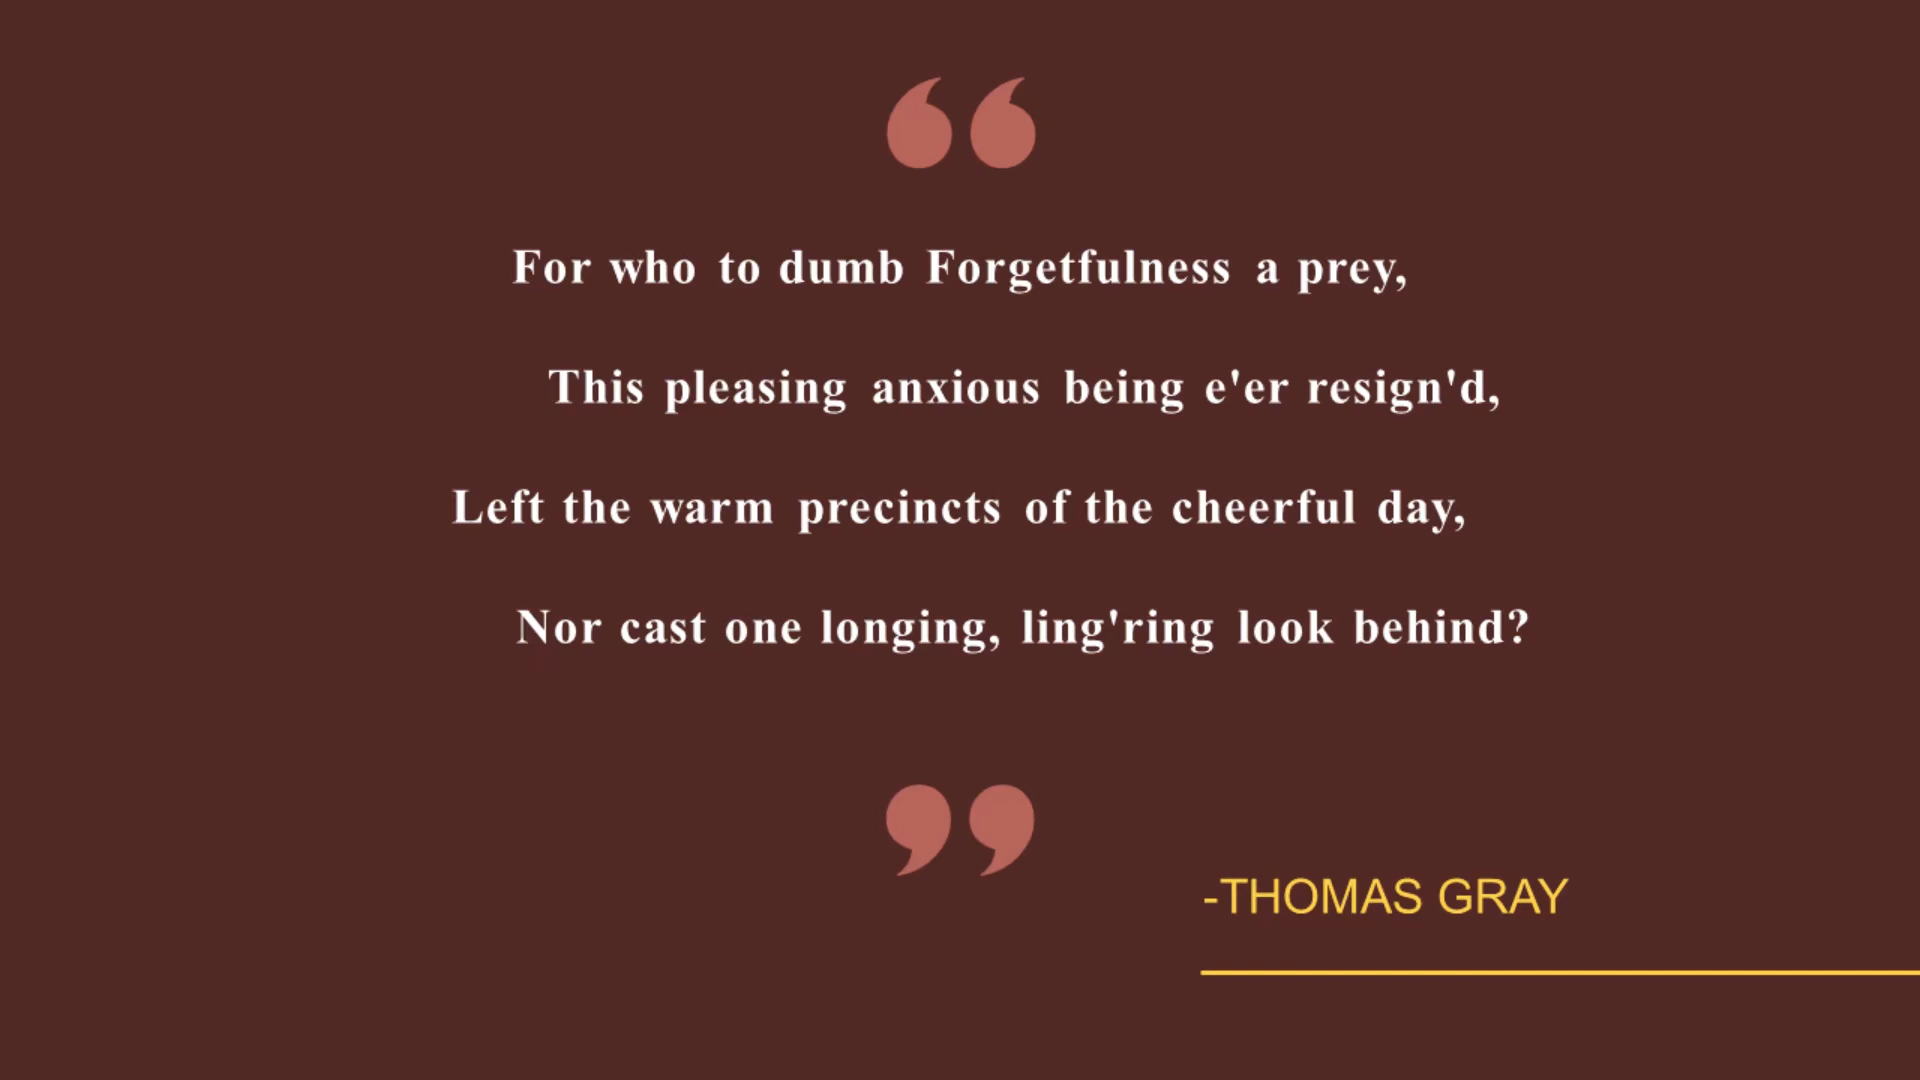 “
For who to dumb Forgetfulness a prey,
This pleasing anxious being e'er resign'd,
Left the warm precincts of the cheerful day,
Nor cast one longing, ling'ring look behind?
”
-THOMAS GRAY